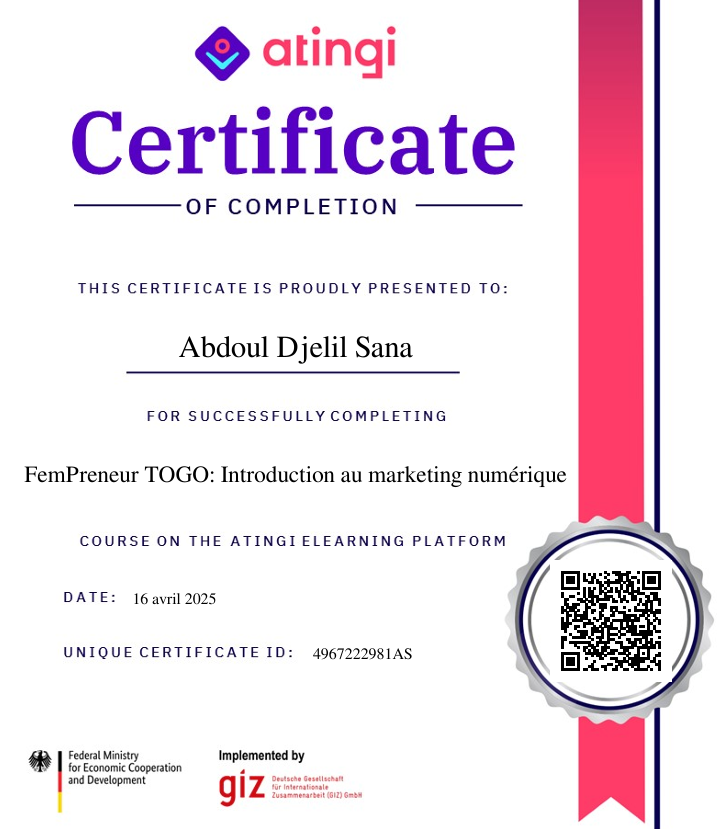 atingi
Certificate
OF COMPLETION
THIS CERTIFICATE IS PROUDLY PRESENTED TO:
Abdoul Djelil Sana
FOR SUCCESSFULLY COMPLETING
FemPreneur TOGO: Introduction au marketing numérique
COURSE ON THE ATINGI ELEARNING PLATFORM
DATE: 16 avril 2025
UNIQUE CERTIFICATE ID: 4967222981AS
Federal Ministry
for Economic Cooperation
and Development
Implemented by
giz
Deutsche Gesellschaft
für Internationale
Zusammenarbeit (GIZ) GmbH